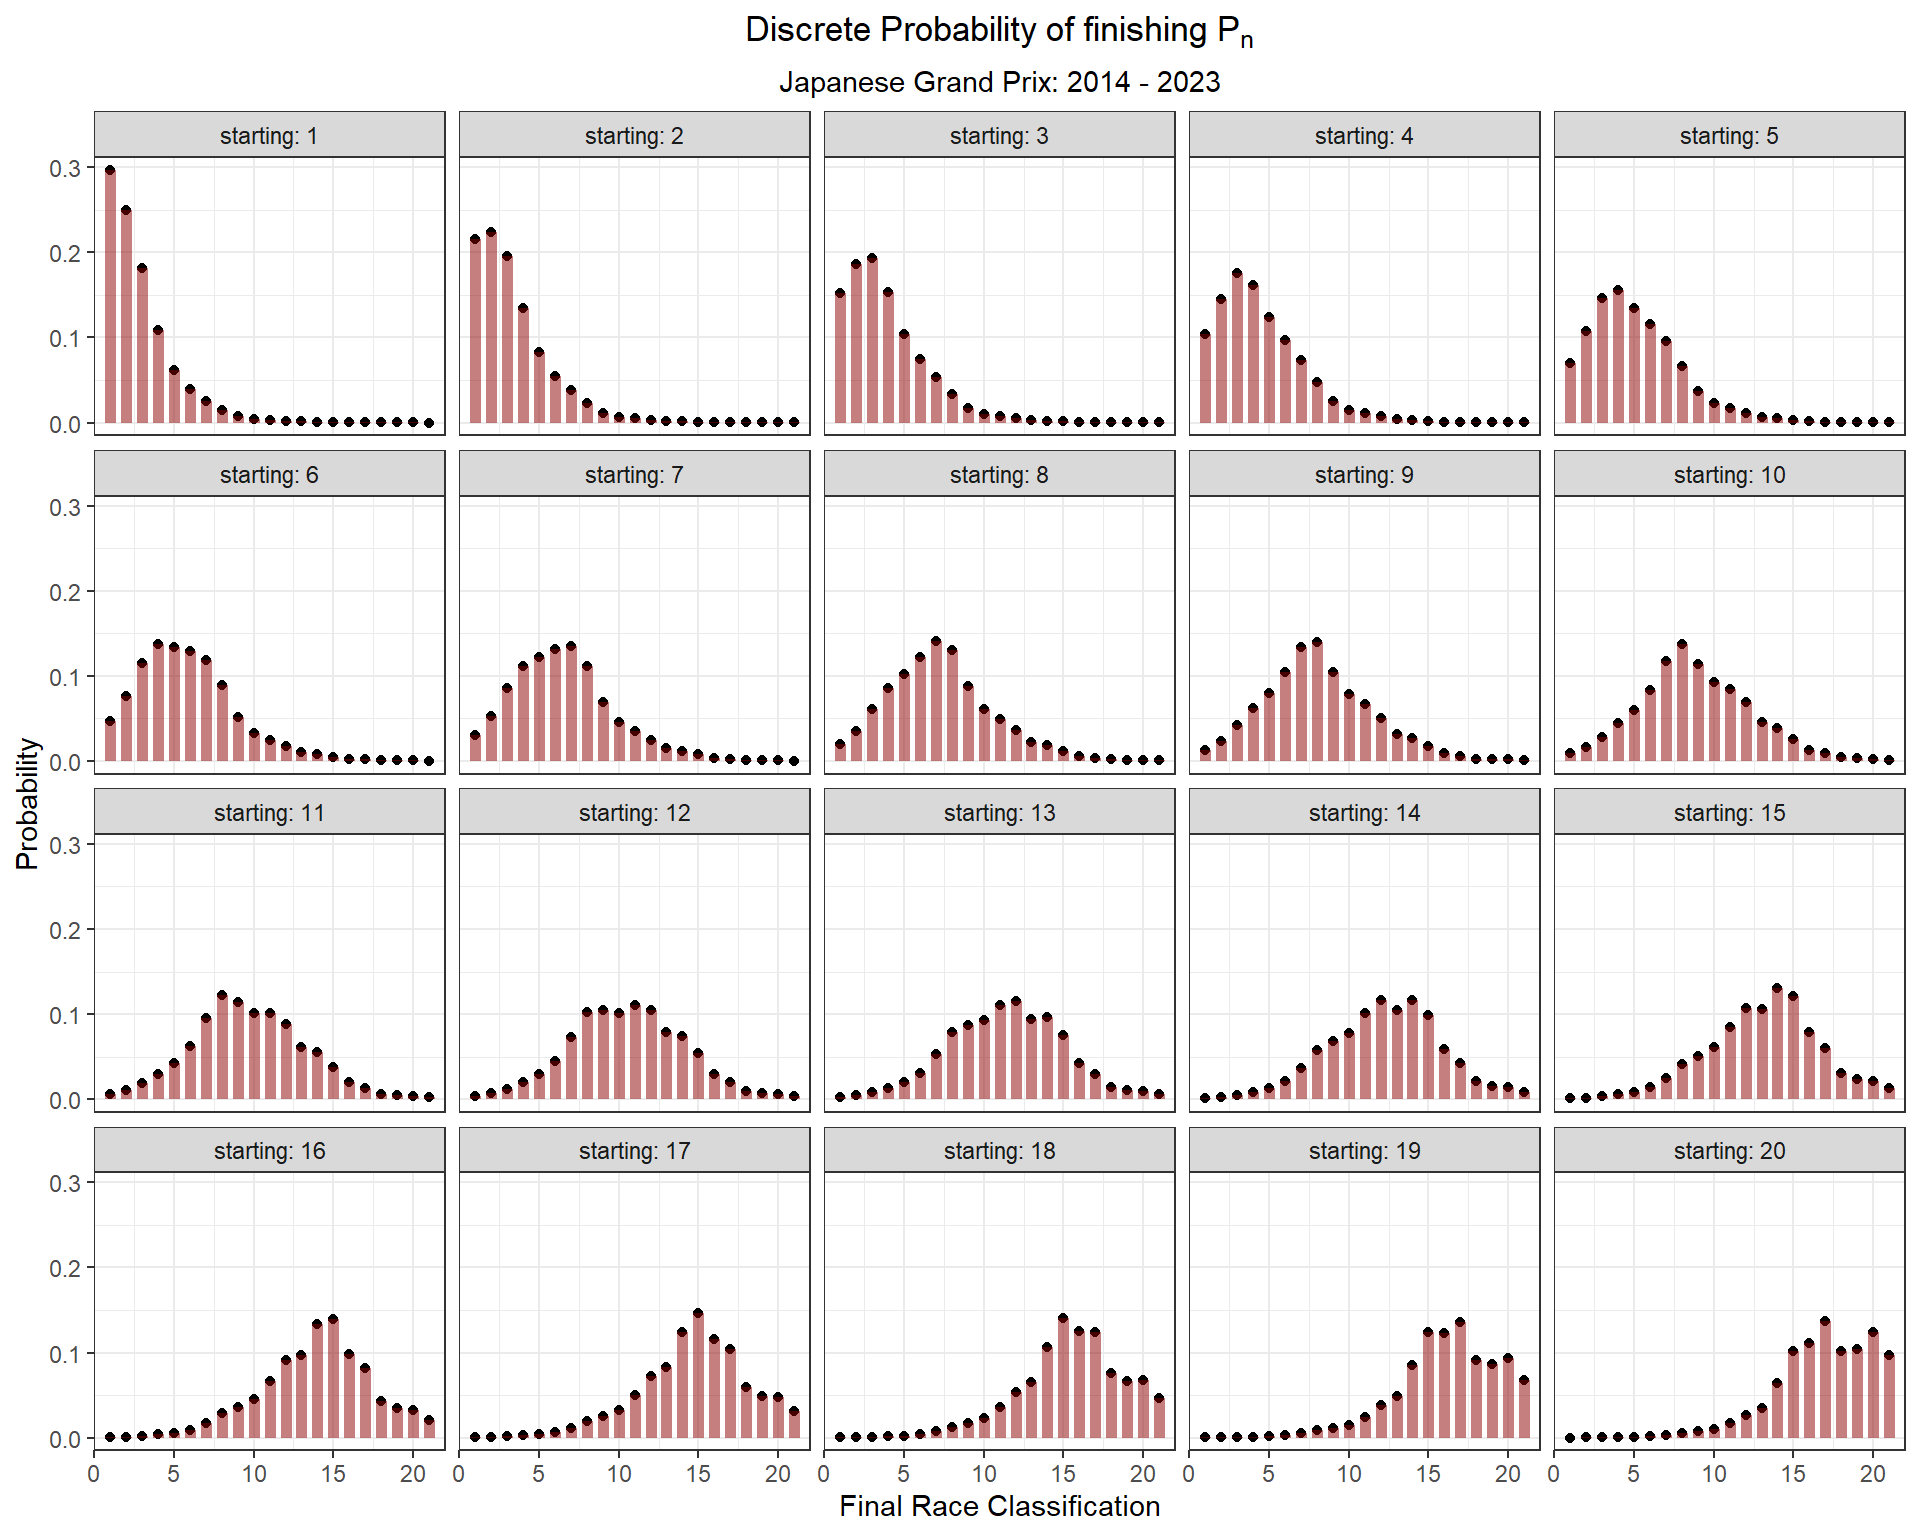 Discrete Probability of finishing Pn
Japanese Grand Prix: 2014 - 2023
starting: 1 starting: 2 starting: 3 starting: 4 starting: 5
0.3
0.2
0.1
0.0
starting: 6 starting: 7 starting: 8 starting: 9 starting: 10
0.3
0.2
0.1
0.0
Probability
starting: 11 starting: 12 starting: 13 starting: 14 starting: 15
0.3
0.2
0.1
0.0
starting: 16 starting: 17 starting: 18 starting: 19 starting: 20
0.3
0.2
0.1
0.0
0 5 10 15 20 0 5 10 15 20 0 5 10 15 20 0 5 10 15 20 0 5 10 15 20
Final Race Classification